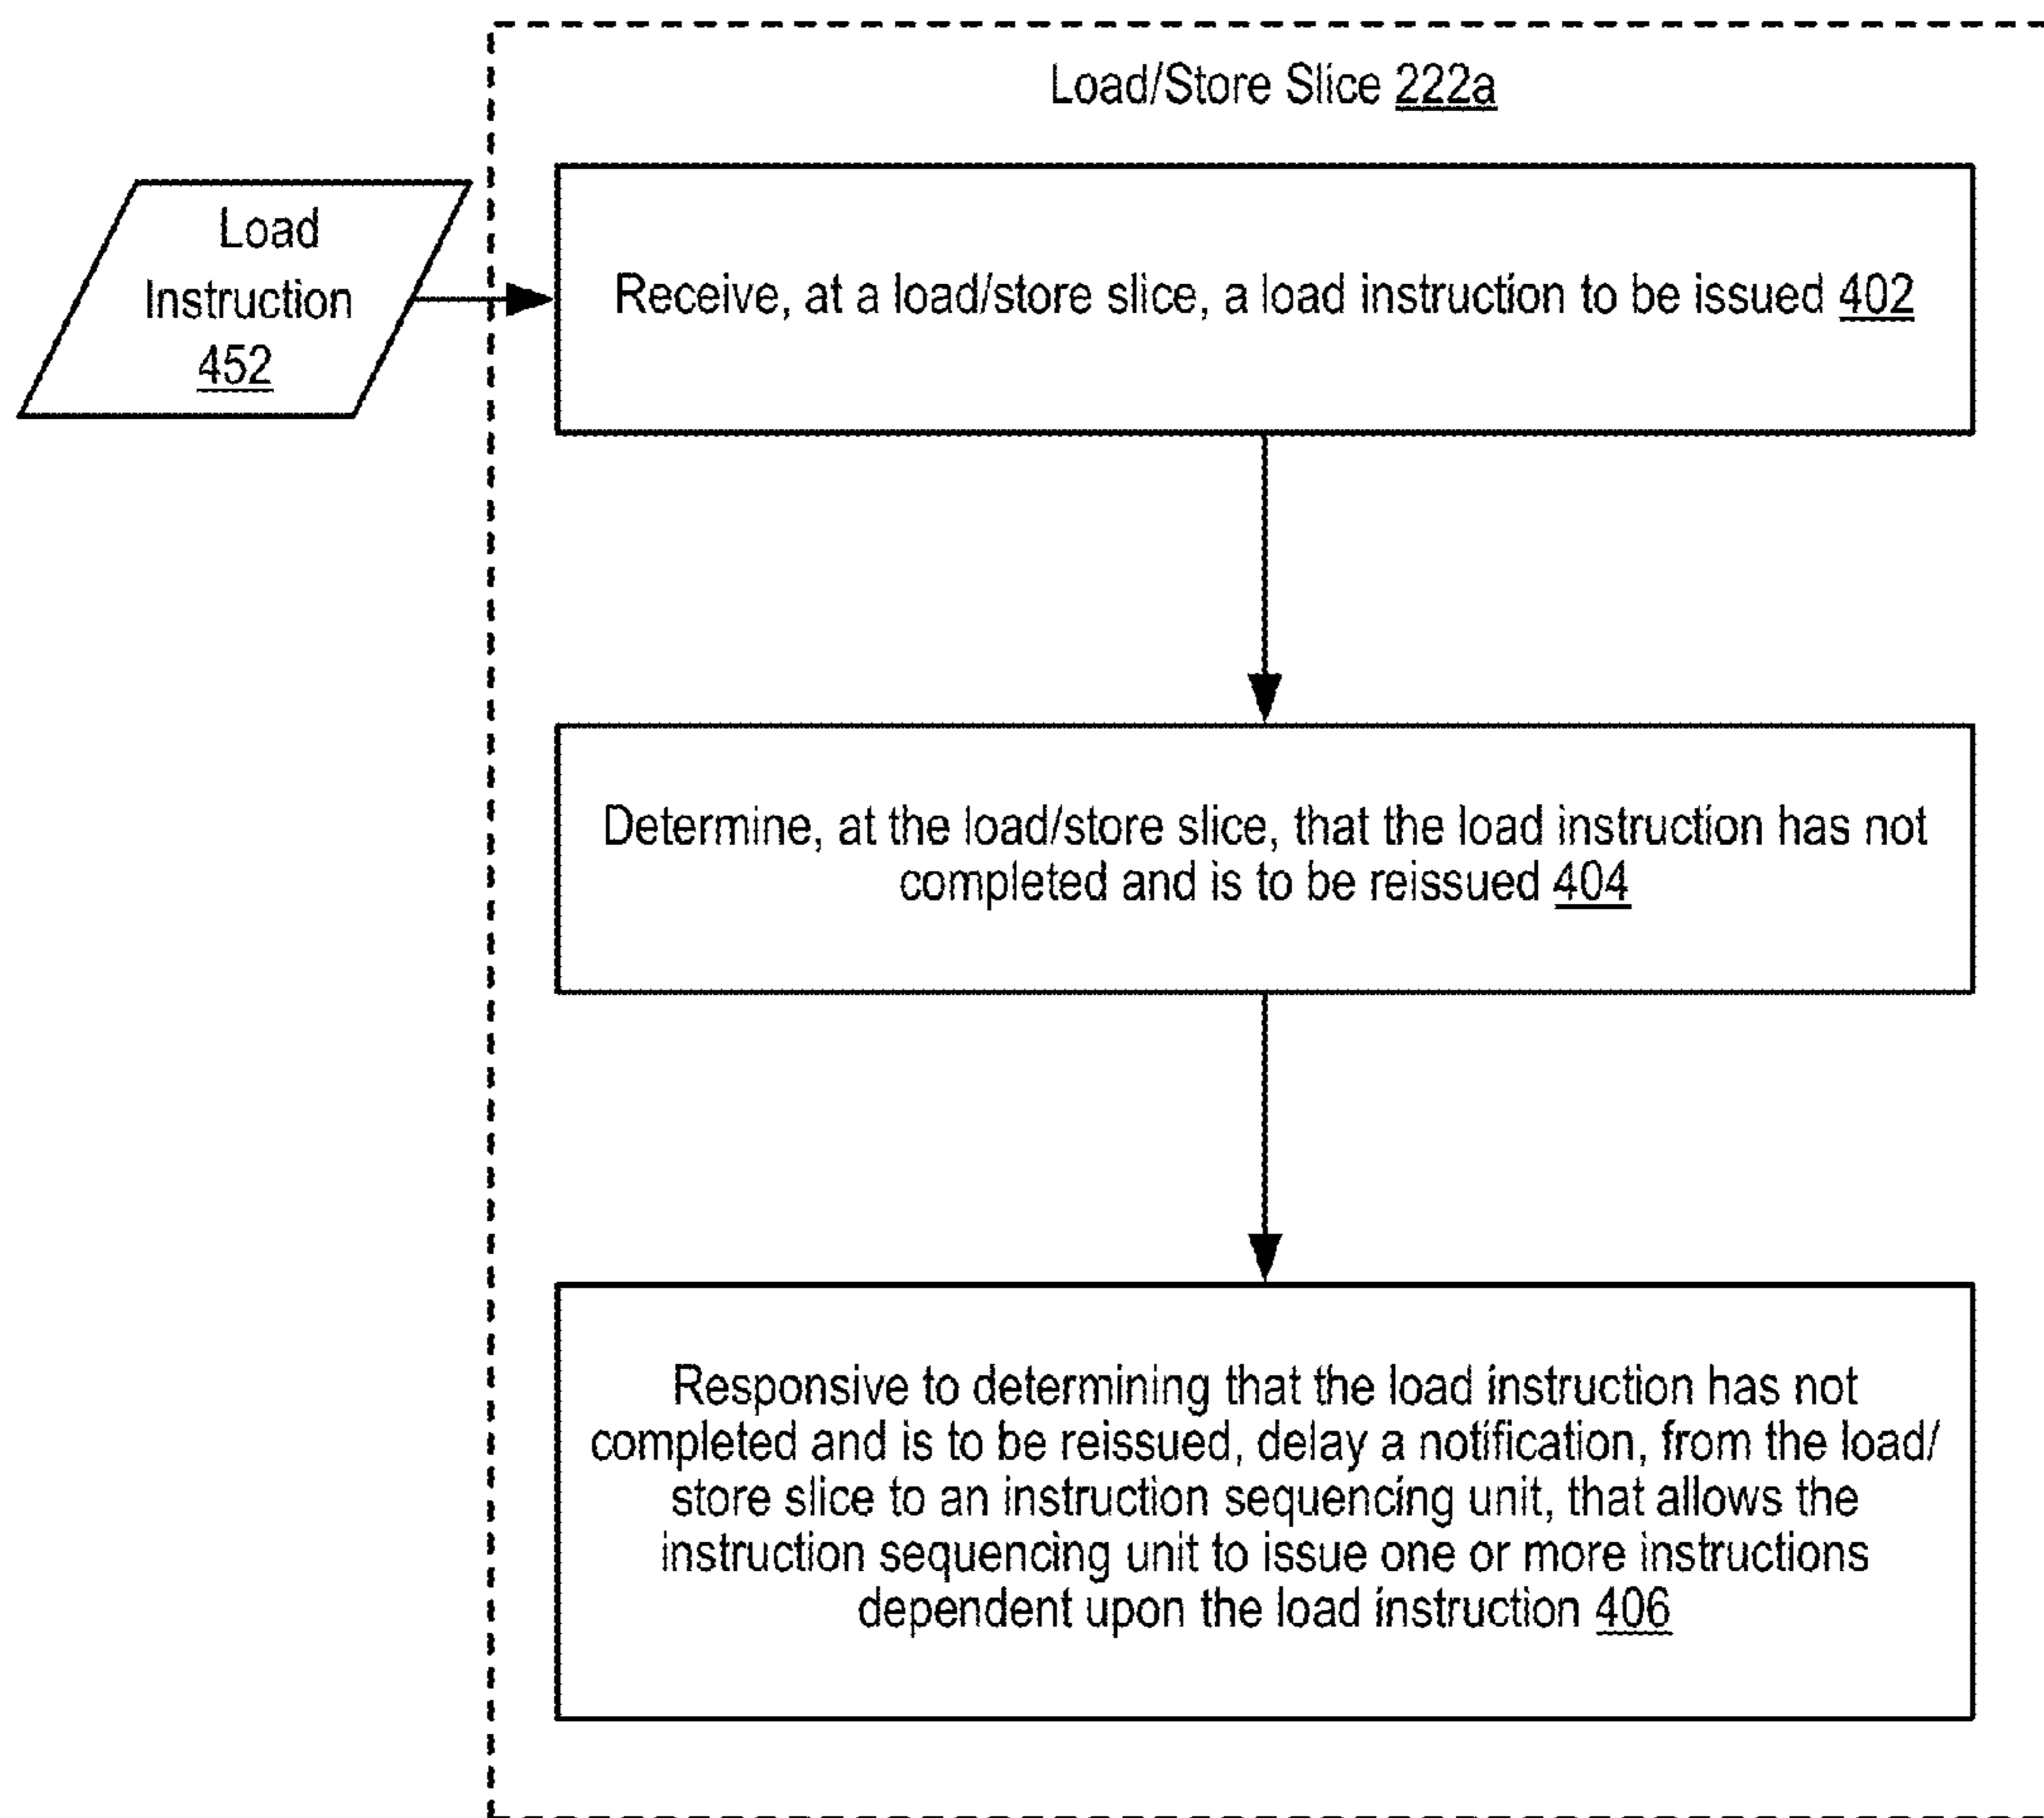 Load/Store Slice 222a
Load
Instruction
452
Receive, at a load/store slice, a load instruction to be issued 402
Determine, at the load/store slice, that the load instruction has not
completed and is to be reissued 404
Responsive to determining that the load instruction has not
completed and is to be reissued, delay a notification, from the load/
store slice to an instruction sequencing unit, that allows the
instruction sequencing unit to issue one or more instructions
dependent upon the load instruction 406